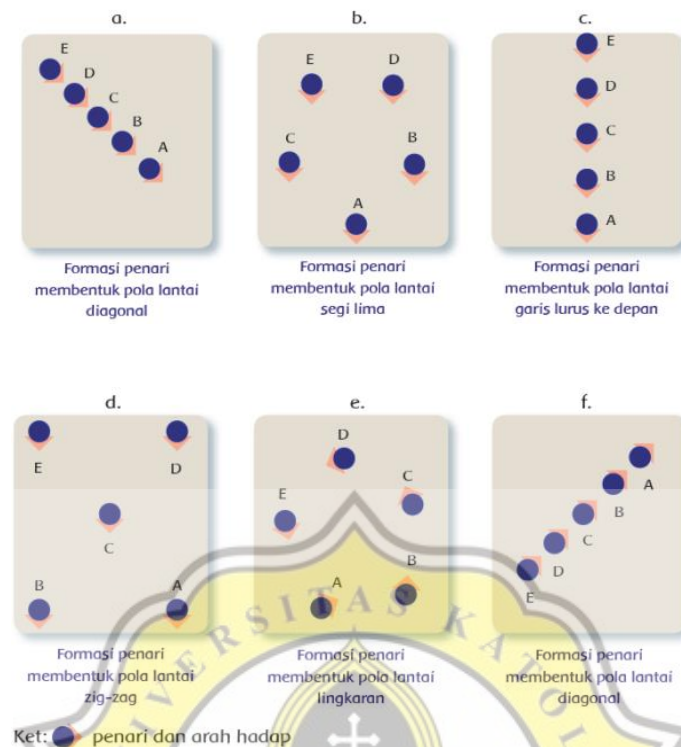 a.
E
D
C
B
A
Formasi penari
membentuk pola lantai
diagonal
b.
E D
C B
A
Formasi penari
membentuk pola lantai
segi lima
c.
E
D
C
B
A
Formasi penari
membentuk pola lantai
garis lurus ke depan
d.
E D
C
B A
Formasi penari
membentuk pola lantai
zig-zag
e.
D
C
E
B
A
Formasi penari
membentuk pola lantai
lingkaran
f.
A
B
C
D
E
Formasi penari
membentuk pola lantai
diagonal
Ket: penari dan arah hadap
VERSITAS KATO